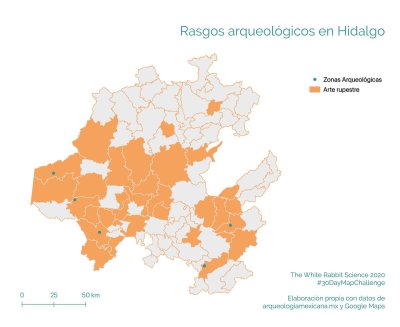 Rasgos arqueológicos en Hidalgo
Zonas Arqueológicas
Arte rupestre
The White Rabbit Science 2020
#30DayMapChallenge
Elaboración propia con datos de
arqueologiamexicana.mx y Google Maps
0 25 50 km